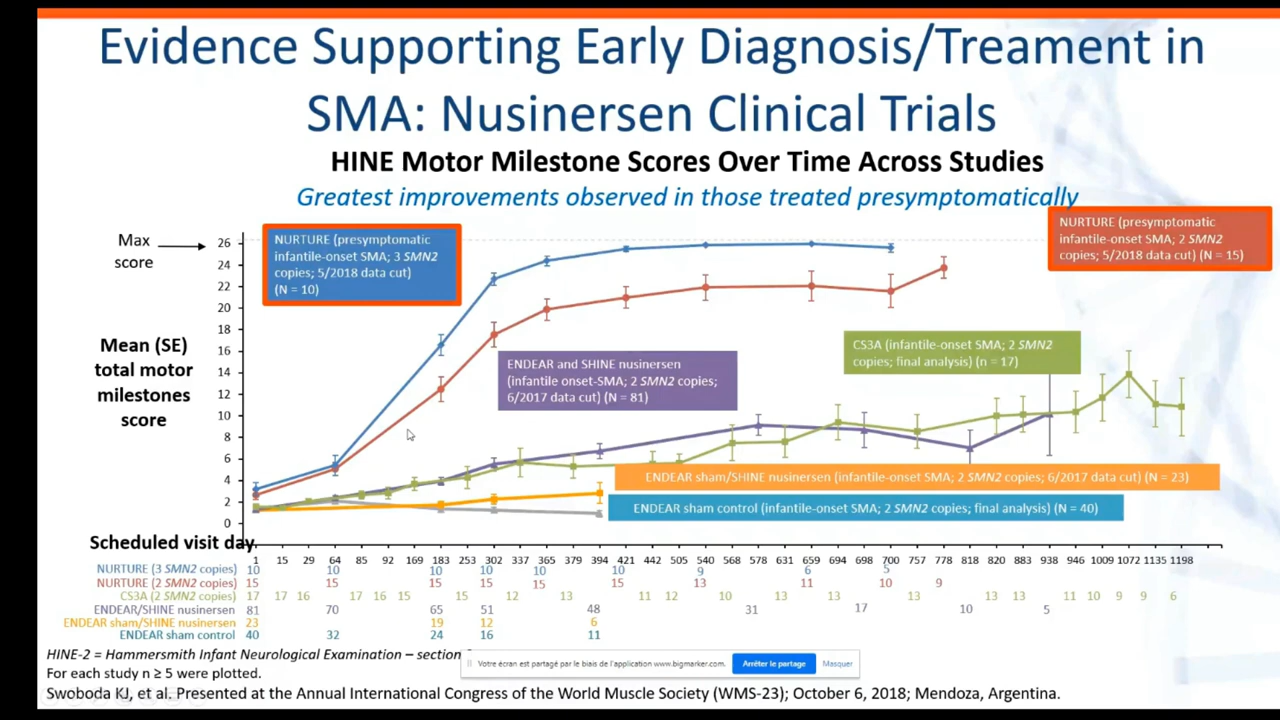 Evidence Supporting Early Diagnosis/Treament in
SMA: Nusinersen Clinical Trials
HINE Motor Milestone Scores Over Time Across Studies
Greatest improvements observed in those treated presymptomatically
Max
score
26
24
22
20
18
16
14
12
10
8
6
4
2
0
Mean (SE)
total motor
milestones
score
NURTURE (presymptomatic
infantile-onset SMA; 3 SMN2
copies; 5/2018 data cut)
(N = 10)
NURTURE (presymptomatic
infantile-onset SMA; 2 SMN2
copies; 5/2018 data cut) (N = 15)
ENDEAR and SHINE nusinersen
(infantile onset-SMA; 2 SMN2 copies;
6/2017 data cut) (N = 81)
CS3A (infantile-onset SMA; 2 SMN2
copies; final analysis) (n = 17)
ENDEAR sham/SHINE nusinersen (infantile-onset SMA; 2 SMN2 copies; 6/2017 data cut) (N = 23)
ENDEAR sham control (infantile-onset SMA; 2 SMN2 copies; final analysis) (N = 40)
Scheduled visit day
1 15 29 64 85 92 169 183 253 302 337 365 379 394 421 442 505 540 568 631 659 694 698 700 757 778 818 820 883 938 946 1009 1072 1135 1198
NURTURE (3 SMN2 copies) 10 10 10 10 10 10 9 6 5
NURTURE (2 SMN2 copies) 15 15 15 15 15 15 13 11 10 9
CS3A (2 SMN2 copies) 17 17 16 17 16 15 15 12 13 11 12 10 13 13 13 13 13 11 10 9 9 6
ENDEAR/SHINE nusinersen 81 70 65 51 48 31 17 10 5
ENDEAR sham/SHINE nusinersen 23 19 12 6
ENDEAR sham control 40 32 24 16 11
HINE-2 = Hammersmith Infant Neurological Examination – section
For each study n ≥ 5 were plotted.
Votre écran est partagé par le biais de l'application www.bigmarker.com.
Arrêter le partage
Masquer
Swoboda KJ, et al. Presented at the Annual International Congress of the World Muscle Society (WMS-23); October 6, 2018; Mendoza, Argentina.